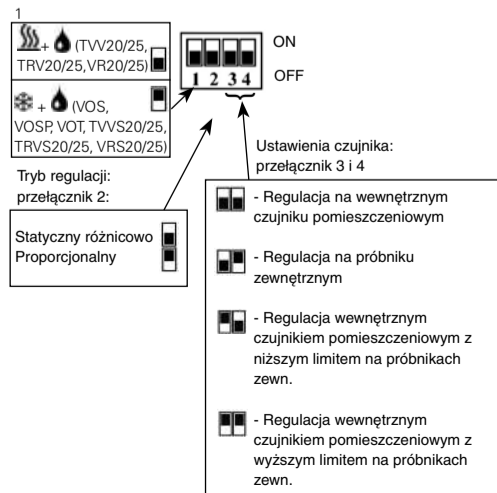 1
+ (TVV20/25,
TRV20/25,VR20/25)
+ (VOS,
VOSP, VOT, TVVS20/25,
TRVS20/25, VRS20/25)
ON
OFF
1 2 3 4
Tryb regulacji:
przełącznik 2:
Statyczny różnicowo
Proporcjonalny
Ustawienia czujnika:
przełącznik 3 i 4
- Regulacja na wewnętrznym
czujniku pomieszczeniowym
- Regulacja na próbniku
zewnętrznym
- Regulacja wewnętrznym
czujnikiem pomieszczeniowym z
niższym limitem na próbnikach
zewn.
- Regulacja wewnętrznym
czujnikiem pomieszczeniowym z
wyższym limitem na próbnikach
zewn.